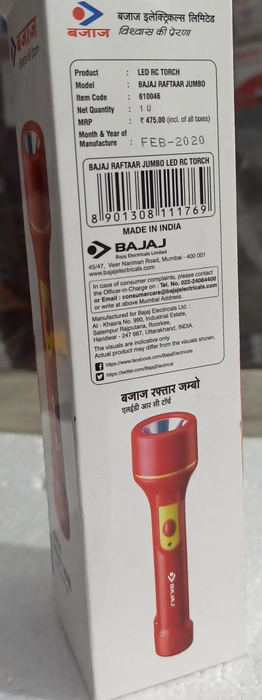 बजाज
बजाज इलेक्ट्रिकल्स लिमिटेड
विश्वास की प्रेरणा
Product : LED RC TORCH
Model : BAJAJ RAFTAAR JUMBO
Item Code : 610046
Net Quantity : 1 U
MRP : ₹ 475.00 (incl. of all taxes)
Month & Year of
Manufacture : FEB-2020
BAJAJ RAFTAAR JUMBO LED RC TORCH
8 901308 111769
MADE IN INDIA
BAJAJ
Bajaj Electricals Limited
45/47, Veer Nariman Road, Mumbai - 400 001
www.bajajelectricals.com
In case of consumer complaints, please contact
the Officer-in-Charge on : Tel. No. 022-24064400
or Email : consumercare@bajajelectricals.com
or write at above Mumbai Address.
Manufactured for Bajaj Electricals Ltd.
At - Khasra No. 990, Industrial Estate,
Salempur Rajputana, Roorkee,
Haridwar - 247 667, Uttarakhand, INDIA.
The visuals are indicative only.
Actual product may differ from the visuals shown.
https://www.facebook.com/BajajElectricals
https://twitter.com/BajajElectrical
बजाज रफ्तार जम्बो
एलईडी आर सी टॉर्च
BAJAJ